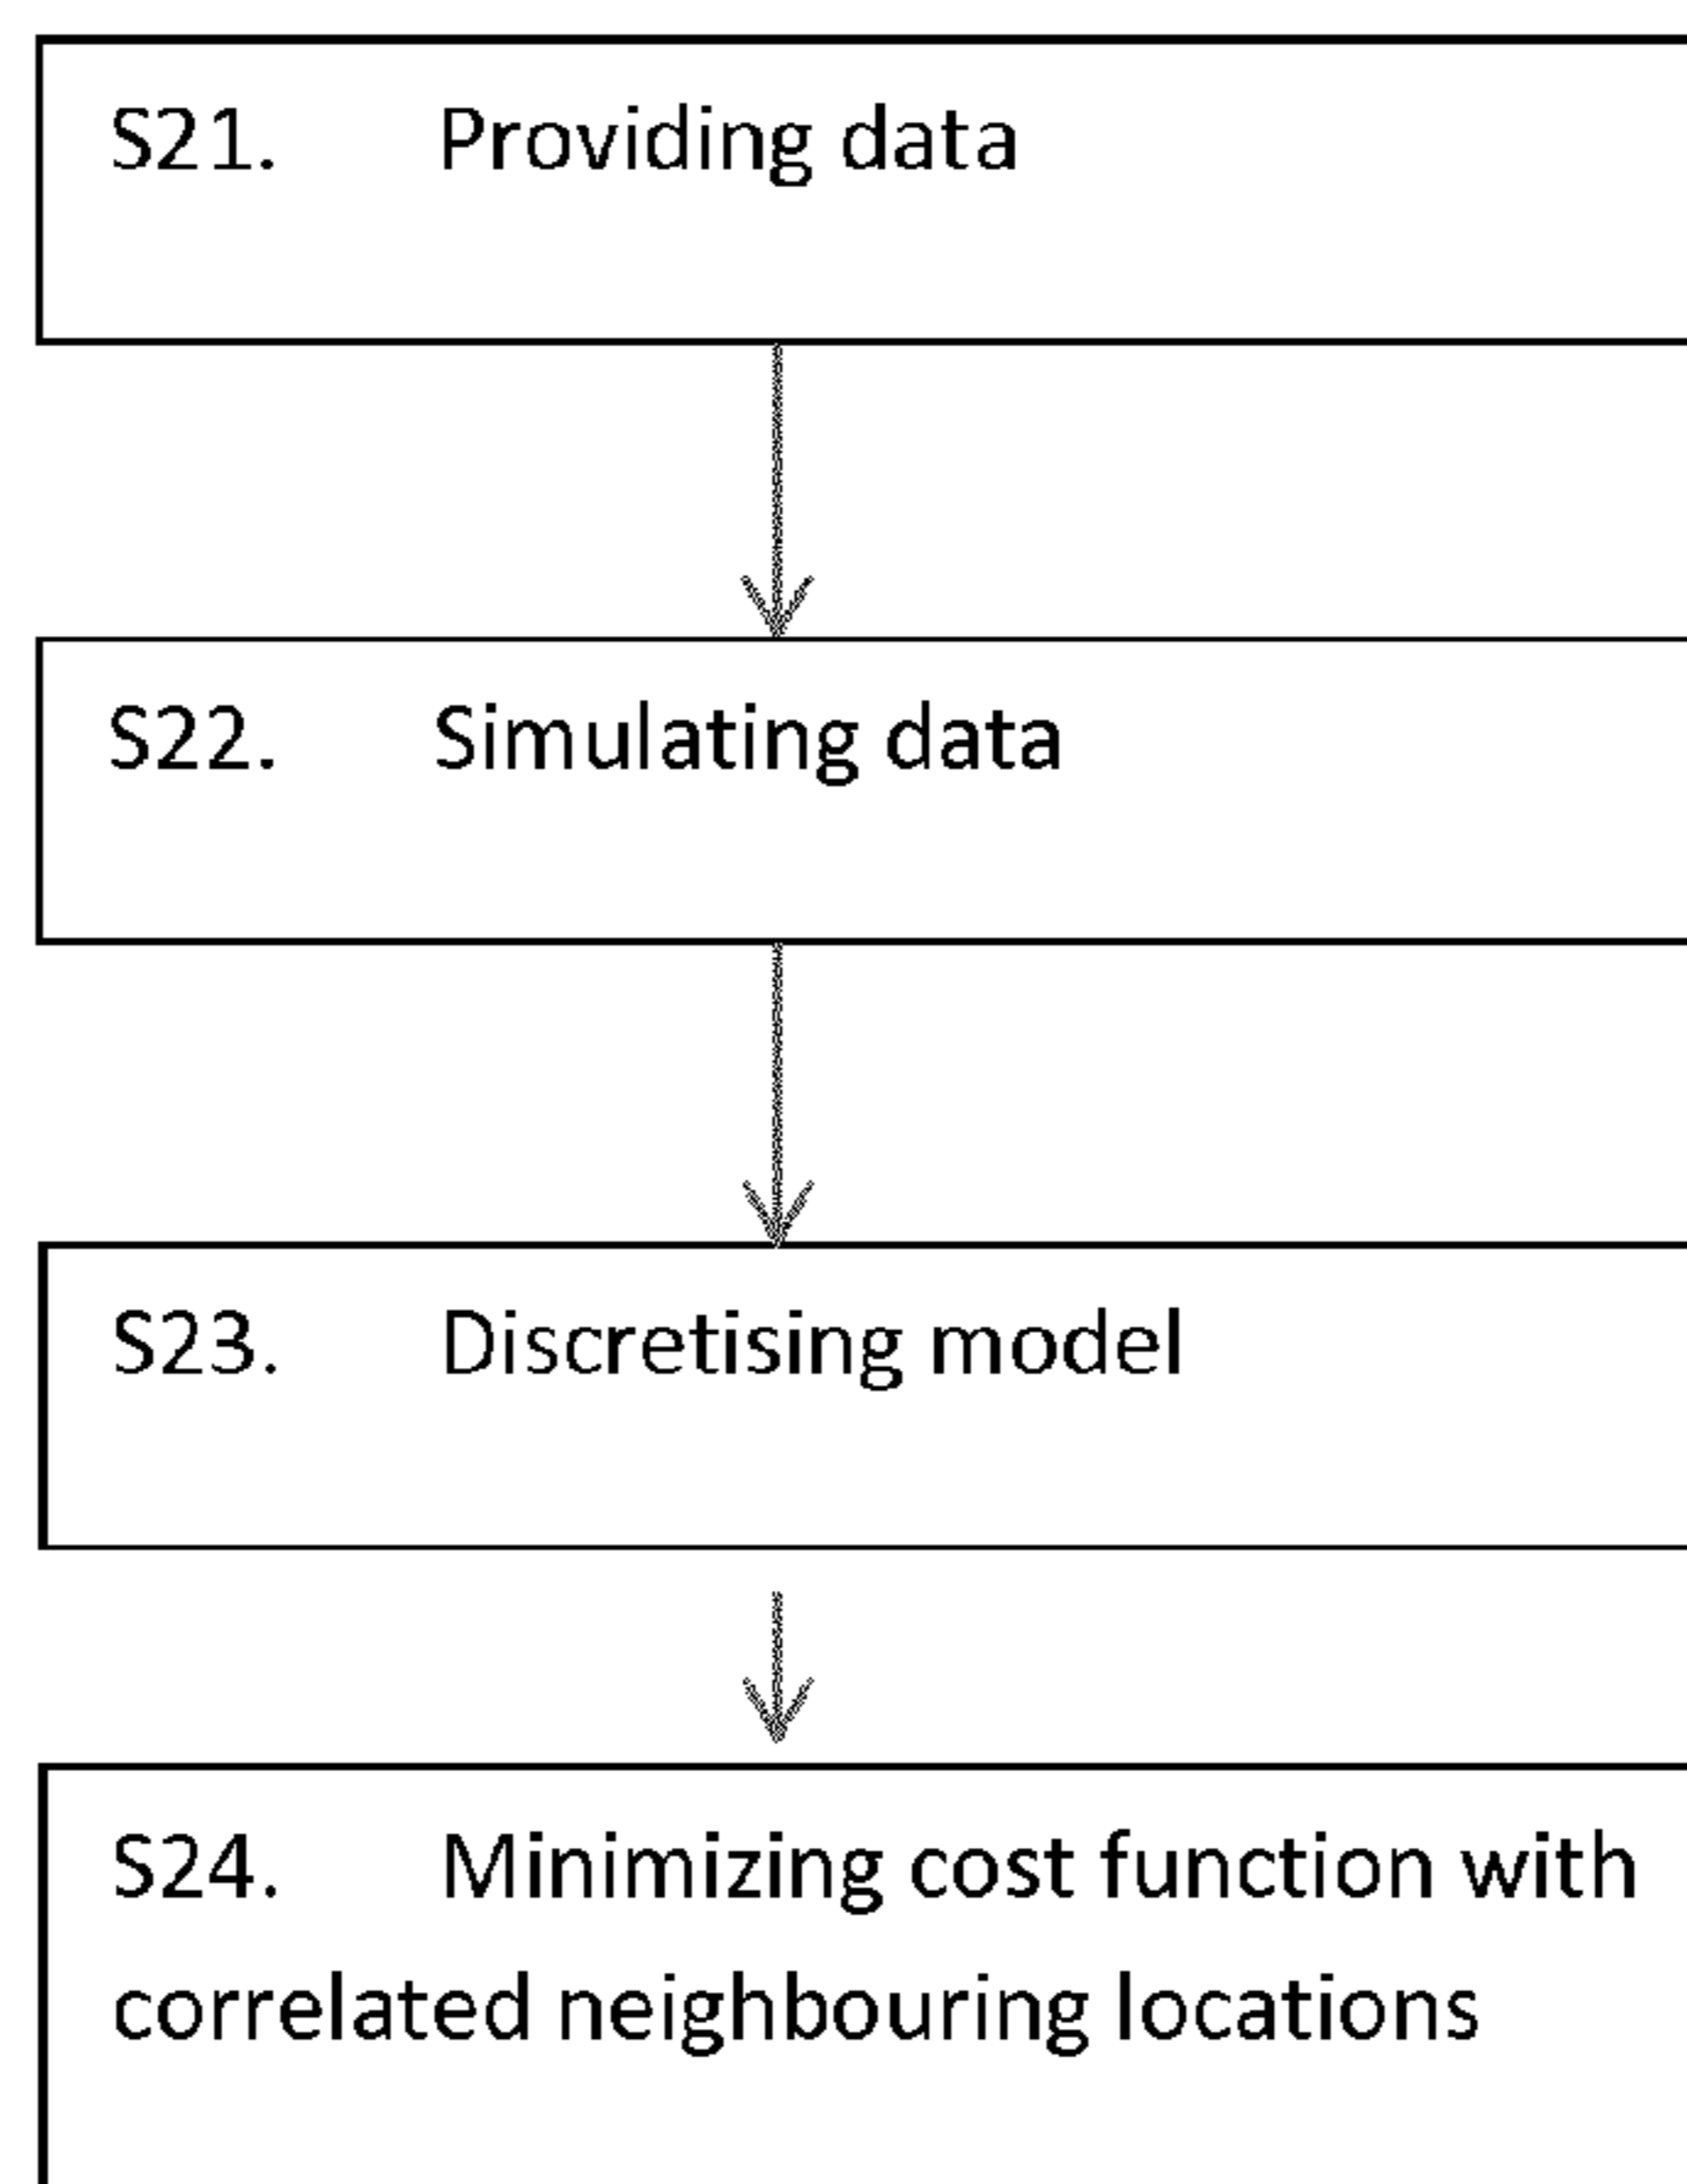 S21. Providing data
S22. Simulating data
S23. Discretising model
S24. Minimizing cost function with
correlated neighbouring locations